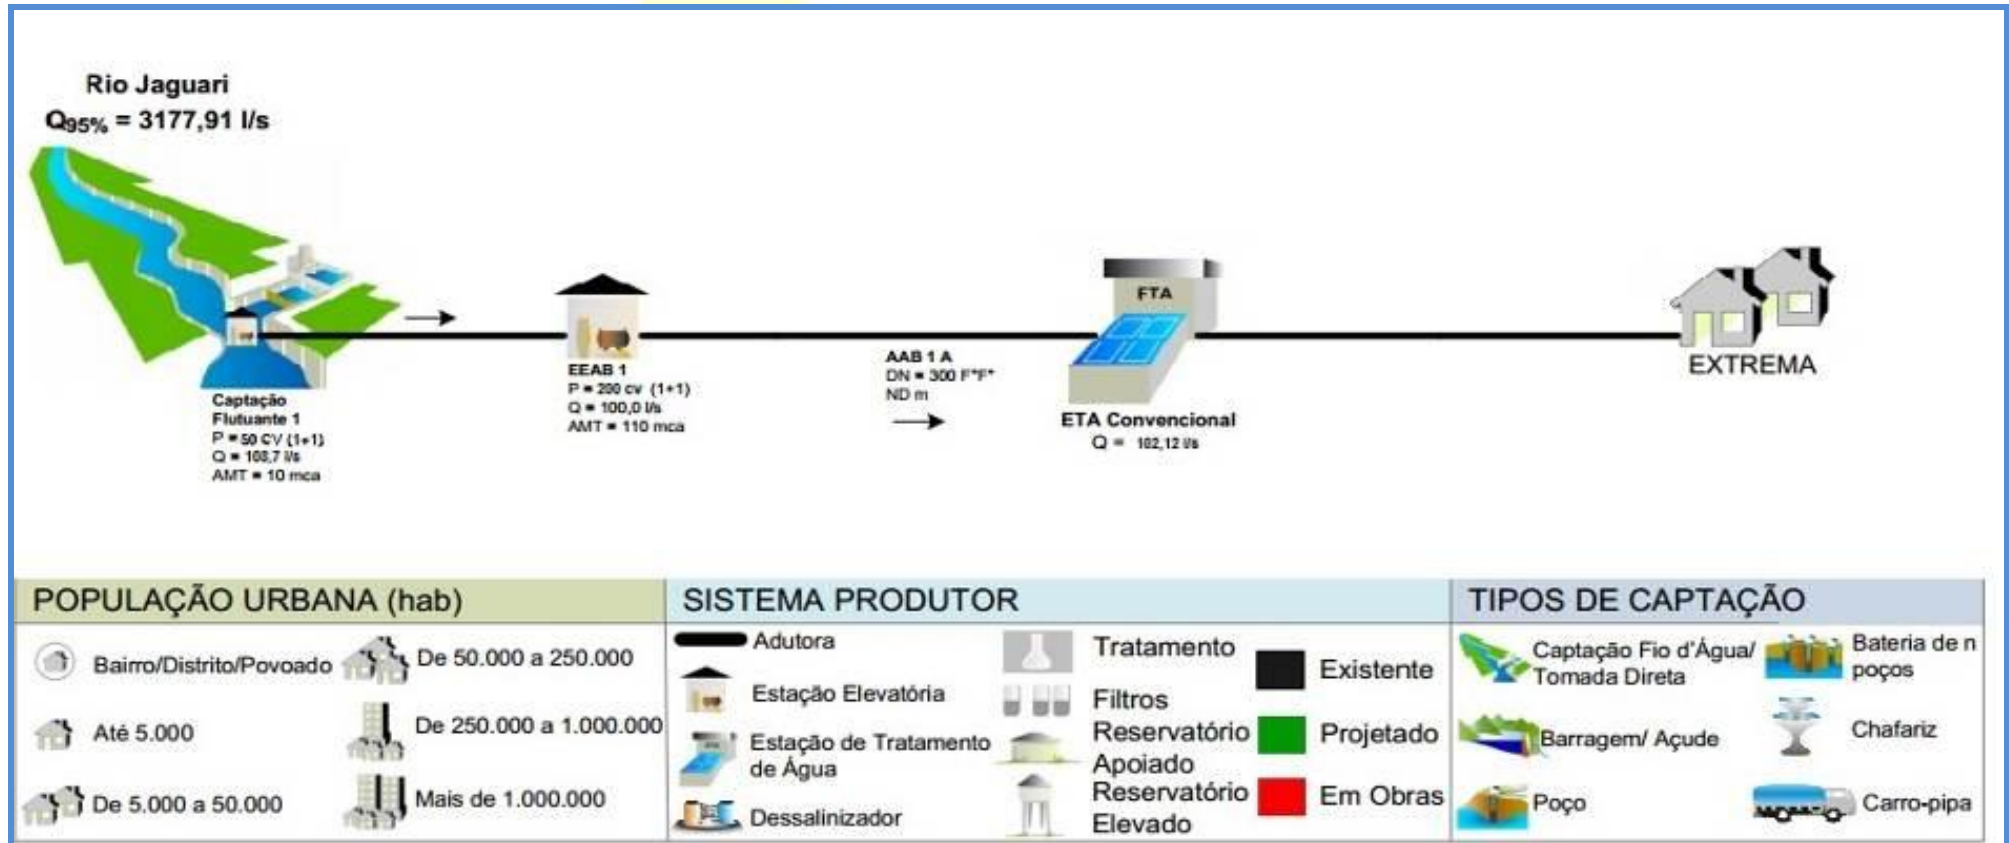 Rio Jaguari
Q95% = 3177,91 l/s
Captação
Flutuante 1
P = 50 CV (1+1)
Q = 108,7 l/s
AMT = 10 mca
EEAB 1
P = 200 cv (1+1)
Q = 100,0 l/s
AMT = 110 mca
AAB 1 A
DN = 300 FºFº
ND m
ETA
ETA Convencional
Q = 102,12 l/s
EXTREMA
POPULAÇÃO URBANA (hab)
Bairro/Distrito/Povoado
Até 5.000
De 5.000 a 50.000
De 50.000 a 250.000
De 250.000 a 1.000.000
Mais de 1.000.000
SISTEMA PRODUTOR
Adutora
Estação Elevatória
Estação de Tratamento
de Água
Dessalinizador
Tratamento
Filtros
Reservatório
Apoiado
Reservatório
Elevado
Existente
Projetado
Em Obras
TIPOS DE CAPTAÇÃO
Captação Fio d'Água/
Tomada Direta
Barragem/ Açude
Poço
Bateria de n
poços
Chafariz
Carro-pipa